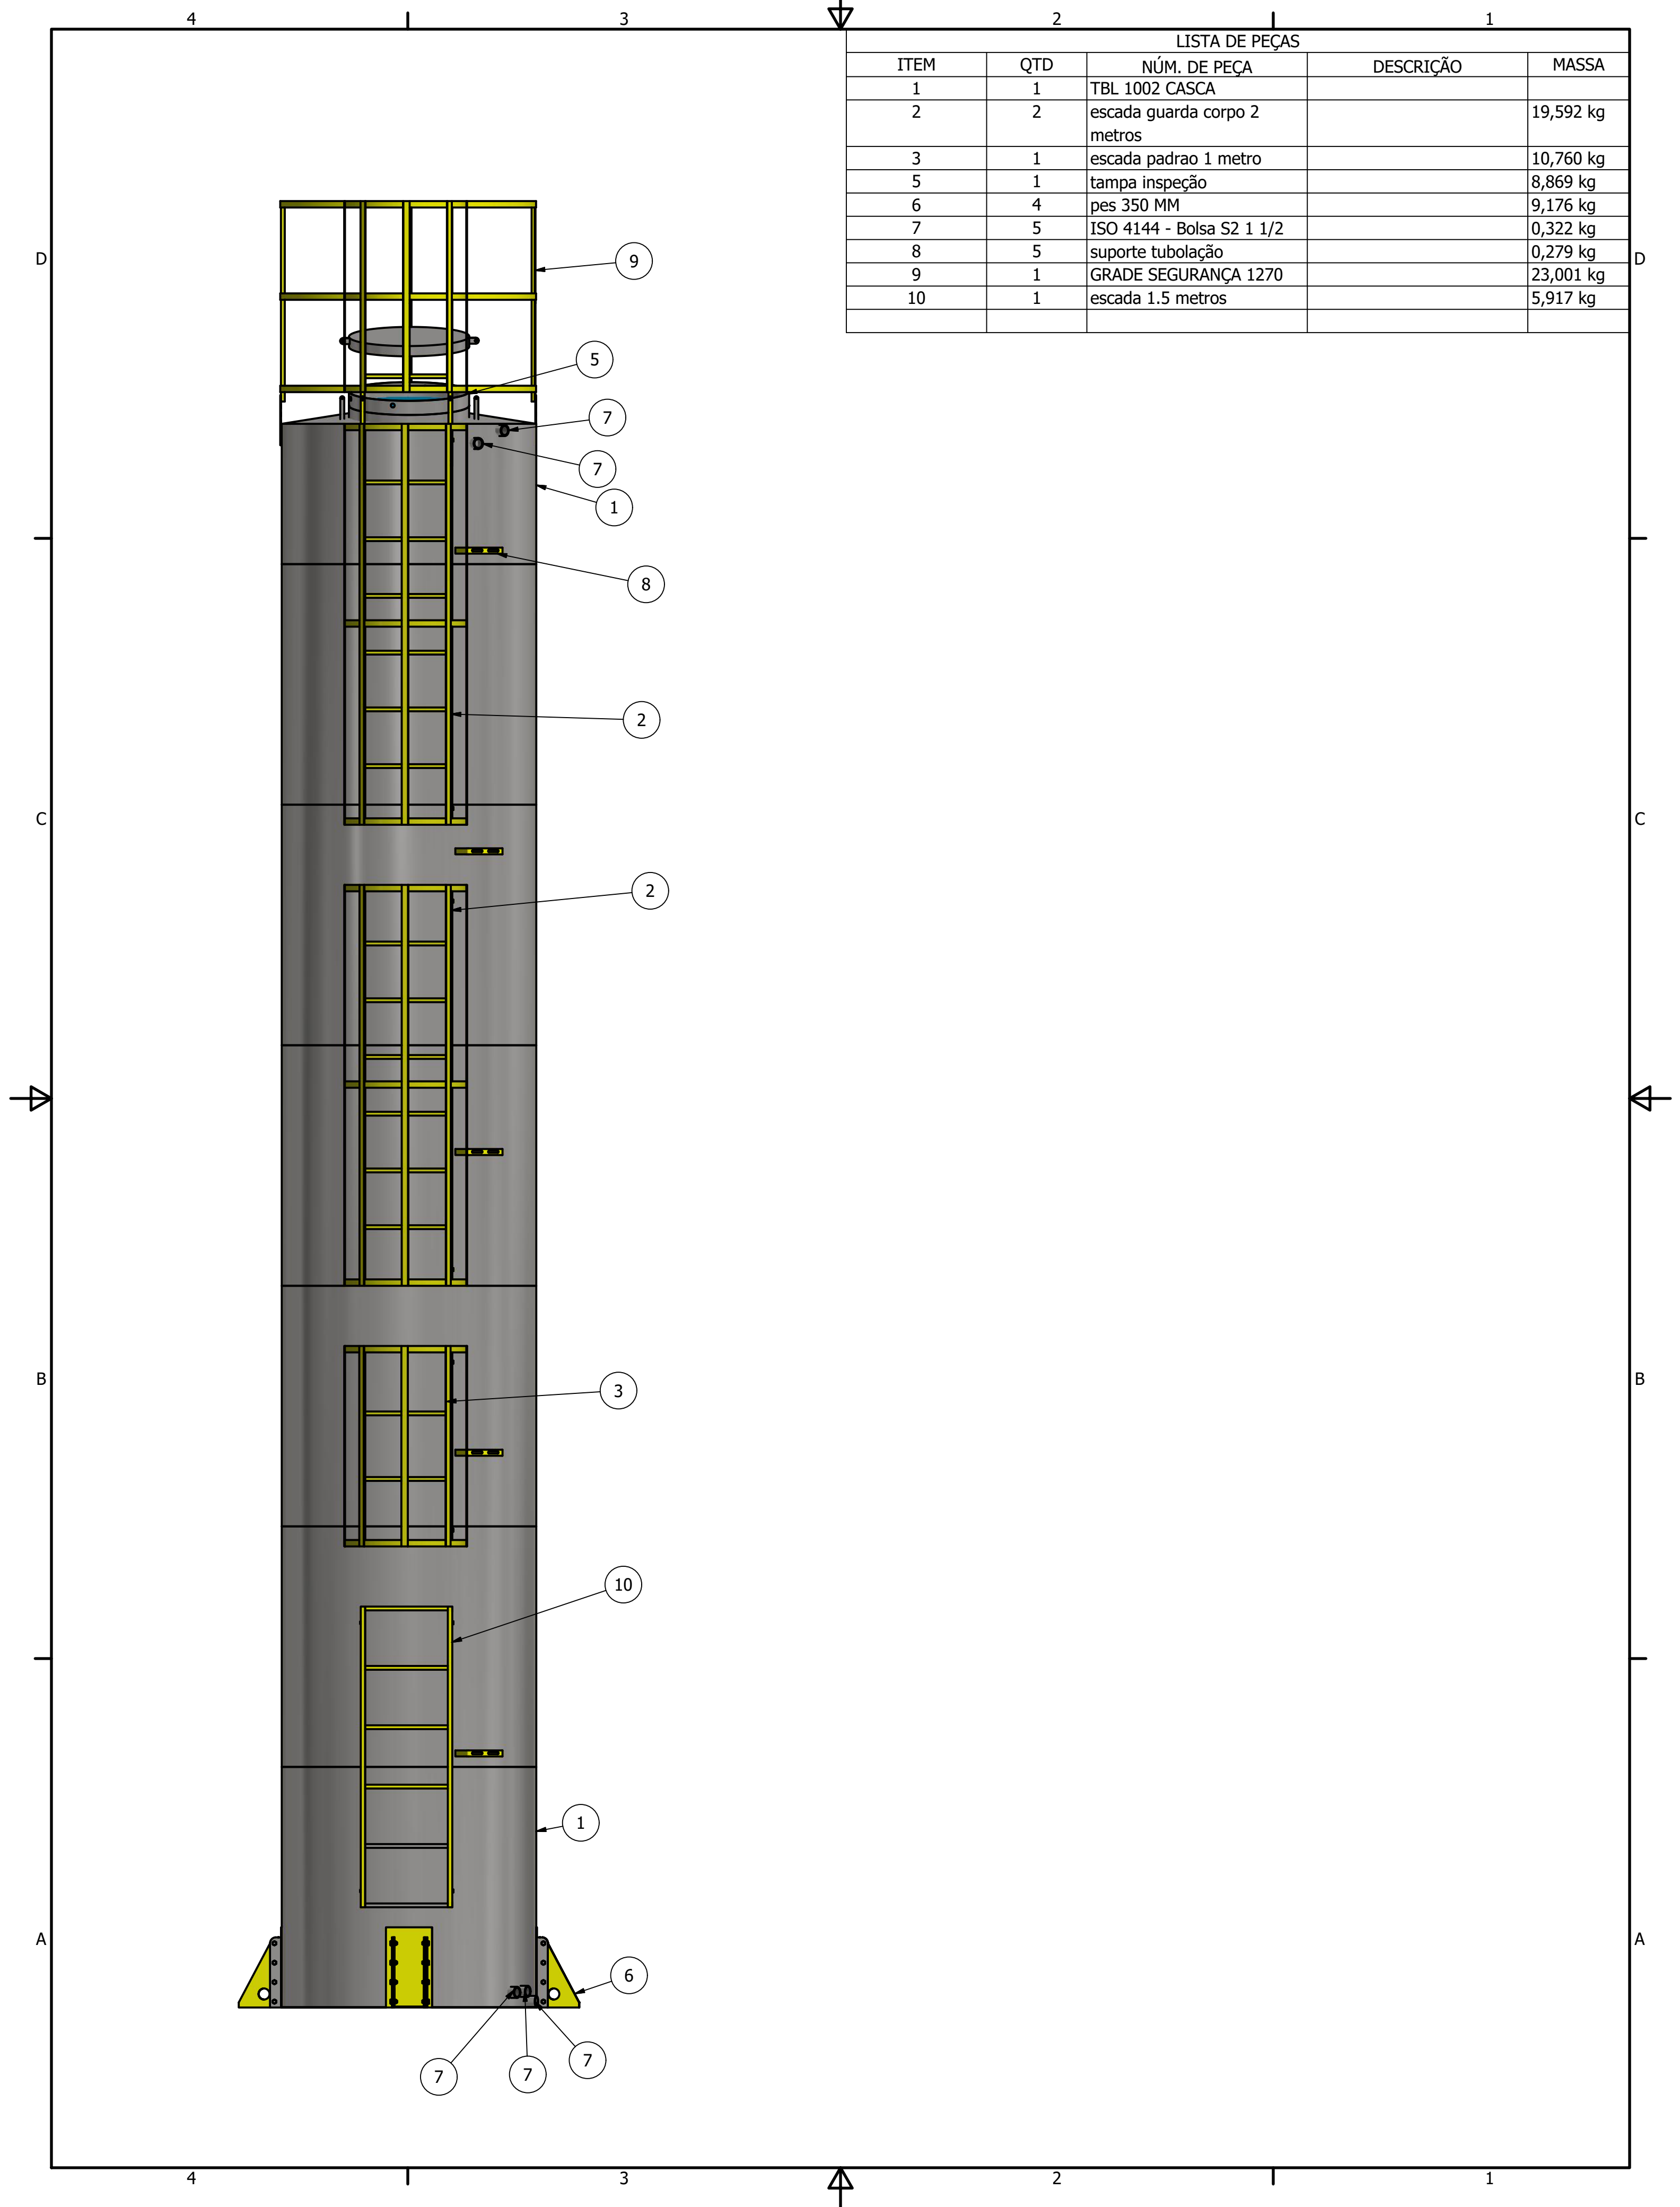 4 3 2 1
LISTA DE PEÇAS
ITEM QTD NÚM. DE PEÇA DESCRIÇÃO MASSA
1 1 TBL 1002 CASCA
2 2 escada guarda corpo 2 19,592 kg
metros
3 1 escada padrao 1 metro 10,760 kg
5 1 tampa inspeção 8,869 kg
6 4 pes 350 MM 9,176 kg
7 5 ISO 4144 - Bolsa S2 1 1/2 0,322 kg
8 5 suporte tubolação 0,279 kg
9 1 GRADE SEGURANÇA 1270 23,001 kg
10 1 escada 1.5 metros 5,917 kg
D D
9
5
7
7
1
8
2
C C
2
B B
3
10
1
A A
6
7
7
7
4 3 2 1